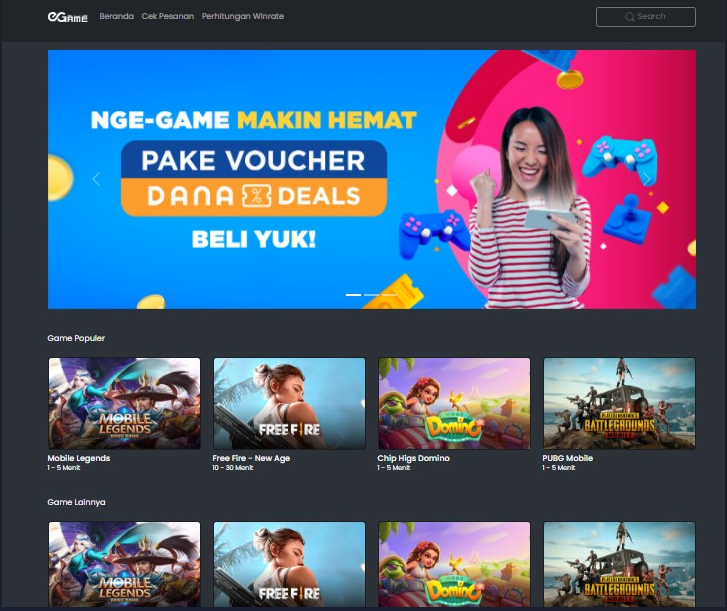 eGAME
Beranda Cek Pesanan Perhitungan Winrate
Search
NGE-GAME MAKIN HEMAT
PAKE VOUCHER
DANA % DEALS
BELI YUK!
Game Populer
MOBILE
LEGENDS
BANG BANG
FREE FIRE
HIGGS
Domino
PLAYERUNKNOWN'S
BATTLEGROUNDS
MOBILE
Mobile Legends
1 - 5 Menit
Free Fire - New Age
10 - 30 Menit
Chip Higs Domino
1 - 5 Menit
PUBG Mobile
1 - 5 Menit
Game Lainnya
MOBILE
LEGENDS
FREE FIRE
HIGGS
Domino
PLAYERUNKNOWN'S
BATTLEGROUNDS